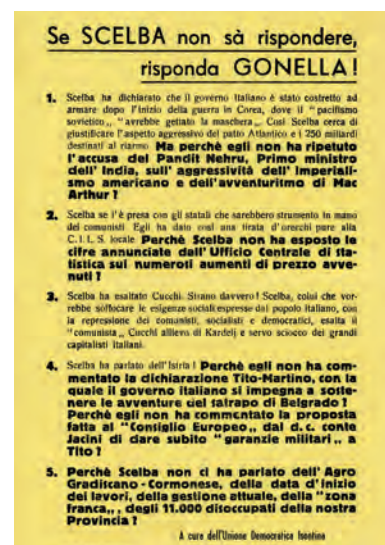 Se SCELBA non sà rispondere,
risponda GONELLA!
1. Scelba ha dichiarato che il governo Italiano è stato costretto ad
armare dopo l'inizio della guerra in Corea, dove il "pacifismo
sovietico„ "avrebbe gettato la maschera„. Così Scelba cerca di
giustificare l'aspetto aggressivo del patto Atlantico e i 250 miliardi
destinati al riarmo Ma perchè egli non ha ripetuto
l'accusa del Pandit Nehru, Primo ministro
dell' India, sull' aggressività dell' imperiali-
smo americano e dell'avventuritmo di Mac
Arthur?
2. Scelba se l'è presa con gli statali che sarebbero strumento in mano
dei comunisti Egli ha dato così una tirata d'orecchi pure alla
C.I.L.S. locale Perchè Scelba non ha esposto le
cifre annunciate dall' Ufficio Centrale di sta-
tistica sui numeroti aumenti di prezzo avve-
nuti?
3. Scelba ha esaltato Cucchi. Strano davvero! Scelba, colui che vor-
rebbe soffocare le esigenze sociali espresse dal popolo italiano, con
la repressione dei comunisti, socialisti e democratici, esalta il
"comunista„ Cucchi allievo di Kardelj e servo sciocco dei grandi
capitalisti italiani.
4. Scelba ha parlato dell'Istria! Perchè egli non ha com-
mentato la dichiarazione Tito-Martino, con la
quale il governo italiano si impegna a soste-
nere le avventure del satrapo di Belgrado?
Perchè egli non ha commentato la proposta
fatta al "Consiglio Europeo„ dal d. c. conte
Jacini di dare subito "garanzie militari„ a
Tito?
5. Perchè Scelba non ci ha parlato dell' Agro
Gradiscano-Cormonese, della data d'inizio
dei lavori, della gestione attuale, della "zona
franca„, degli 11.000 disoccupati della nostra
Provincia?
A cura dell'Unione Democratica Isontina